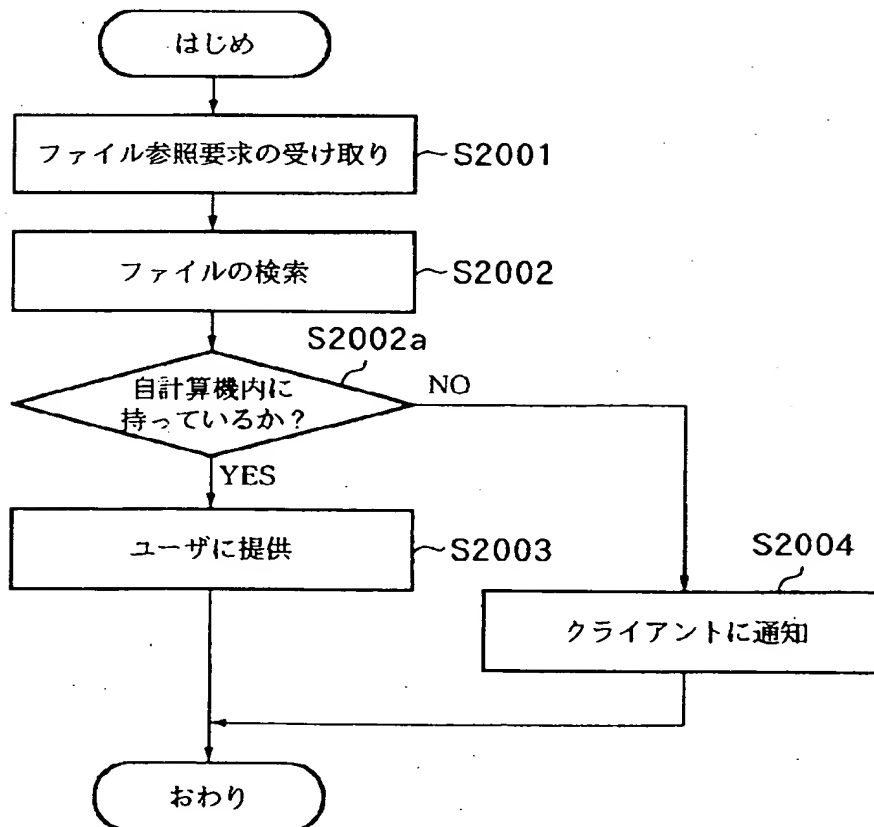 はじめ
ファイル参照要求の受け取り
S2001
ファイルの検索
S2002
S2002a
自計算機内に
持っているか?
NO
YES
ユーザに提供
S2003
S2004
クライアントに通知
おわり